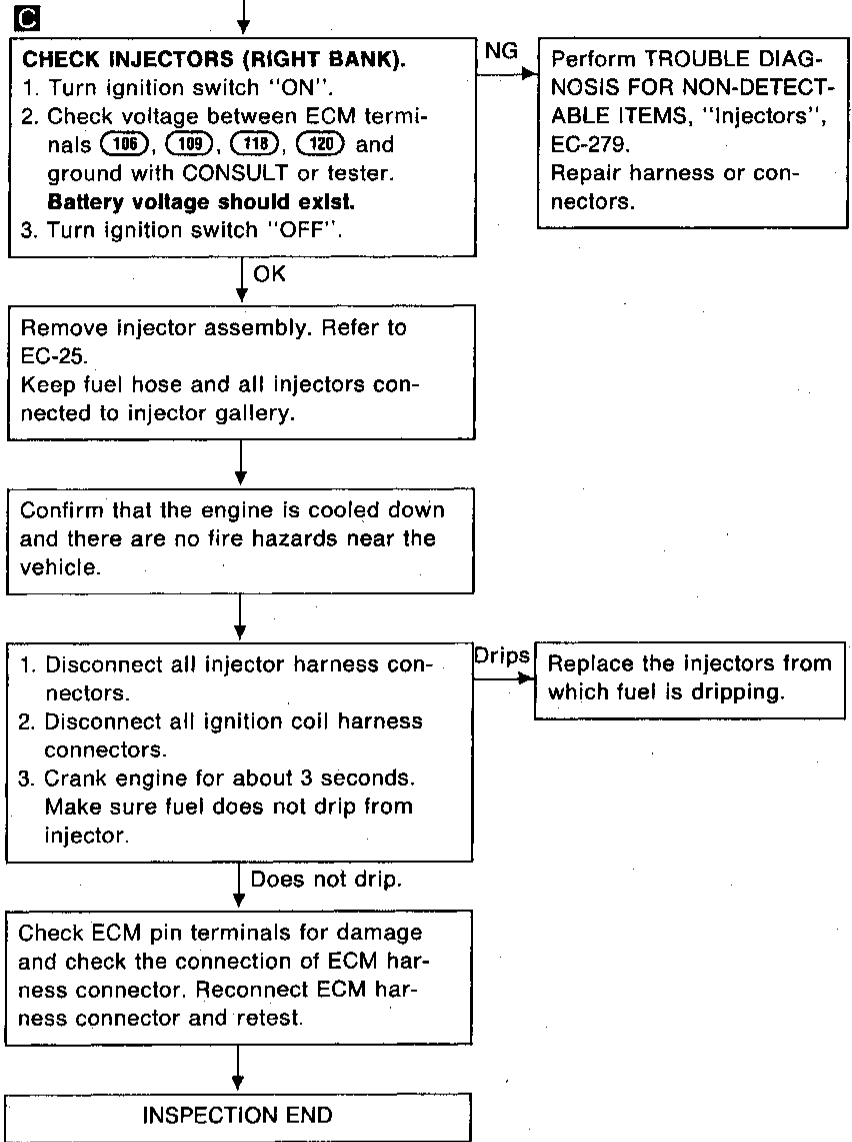 C
CHECK INJECTORS (RIGHT BANK).
1. Turn ignition switch "ON".
2. Check voltage between ECM termi-
nals 106, 109, 118, 120 and
ground with CONSULT or tester.
Battery voltage should exist.
3. Turn ignition switch "OFF".
NG
Perform TROUBLE DIAG-
NOSIS FOR NON-DETECT-
ABLE ITEMS, "Injectors",
EC-279.
Repair harness or con-
nectors.
OK
Remove injector assembly. Refer to
EC-25.
Keep fuel hose and all injectors con-
nected to injector gallery.
Confirm that the engine is cooled down
and there are no fire hazards near the
vehicle.
1. Disconnect all injector harness con-
nectors.
2. Disconnect all ignition coil harness
connectors.
3. Crank engine for about 3 seconds.
Make sure fuel does not drip from
injector.
Drips
Replace the injectors from
which fuel is dripping.
Does not drip.
Check ECM pin terminals for damage
and check the connection of ECM har-
ness connector. Reconnect ECM har-
ness connector and retest.
INSPECTION END